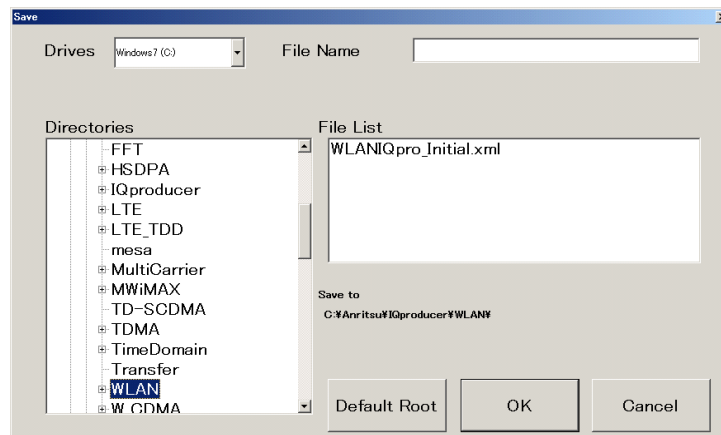 Save
Drives
Windows7 (C:)
File Name
Directories
FFT
HSDPA
IQproducer
LTE
LTE_TDD
mesa
MultiCarrier
MWiMAX
TD-SCDMA
TDMA
TimeDomain
Transfer
WLAN
W_CDMA
File List
WLANIQpro_Initial.xml
Save to
C:¥Anritsu¥IQproducer¥WLAN¥
Default Root
OK
Cancel